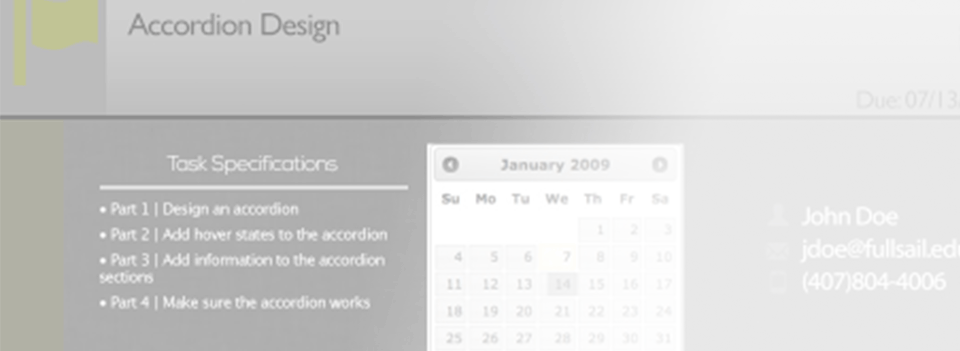 Accordion Design
Due: 07/13/
Task Specifications
• Part 1 | Design an accordion
• Part 2 | Add hover states to the accordion
• Part 3 | Add information to the accordion
sections
• Part 4 | Make sure the accordion works
January 2009
Su Mo Tu We Th Fr Sa
1 2 3
4 5 6 7 8 9 10
11 12 13 14 15 16 17
18 19 20 21 22 23 24
25 26 27 28 29 30 31
John Doe
jdoe@fullsail.ed
(407)804-4006